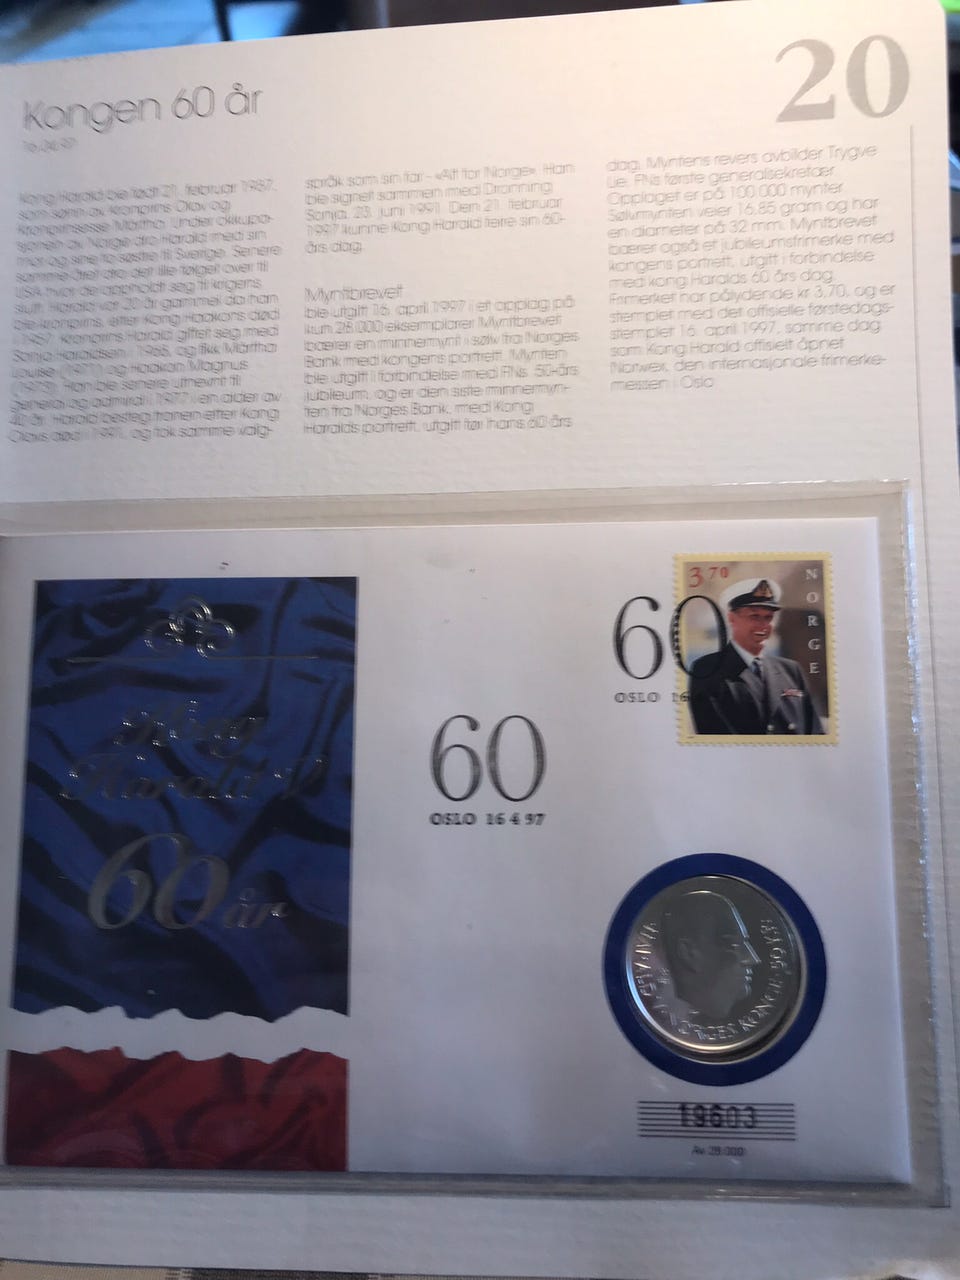 Kongen 60 år
16.04.97
20
Kong Harald ble født 21. februar 1937,
som sønn av Kronprins Olav og
Kronprinsesse Märtha. Under okkupa-
sjonen av Norge dro Harald med sin
mor og sine to søstre til Sverige. Senere
samme året dro det lille følget over til
USA hvor de oppholdt seg til krigens
slutt. Harald var 20 år gammel da han
ble kronprins, etter Kong Haakons død
i 1957. Kronprins Harald giftet seg med
Sonja Haraldsen i 1968, og fikk Märtha
Louise (1971) og Haakon Magnus
(1973). Han ble senere utnevnt til
general og admiral i 1977 i en alder av
40 år. Harald besteg tronen etter Kong
Olavs død i 1991, og tok samme valg-
språk som sin far - «Alt for Norge». Han
ble signet sammen med Dronning
Sonja, 23. juni 1991. Den 21. februar
1997 kunne Kong Harald feire sin 60-
års dag.
Myntbrevet
ble utgitt 16. april 1997 i et opplag på
kun 28.000 eksemplarer. Myntbrevet
bærer en minnemynt i sølv fra Norges
Bank med kongens portrett. Mynten
ble utgitt i forbindelse med FNs 50-års
jubileum, og er den siste minnemyn-
ten fra Norges Bank, med Kong
Haralds portrett, utgitt før hans 60-års
dag. Myntens revers avbilder Trygve
Lie, FNs første generalsekretær.
Opplaget er på 100.000 mynter.
Sølvmynten veier 16,85 gram og har
en diameter på 32 mm. Myntbrevet
bærer også et jubileumsfrimerke med
kongens portrett, utgitt i forbindelse
med kong Haralds 60 års dag.
Frimerket har pålydende kr 3,70, og er
stemplet med det offisielle førstedags-
stemplet 16. april 1997, samme dag
som Kong Harald offisielt åpnet
Norwex, den internasjonale frimerke-
messen i Oslo
Kong
Harald V
60 år
60
OSLO 16 4 97
60
OSLO 16
3 70
NORGE
HARALD V NORGES KONGE
19603
Av 28.000